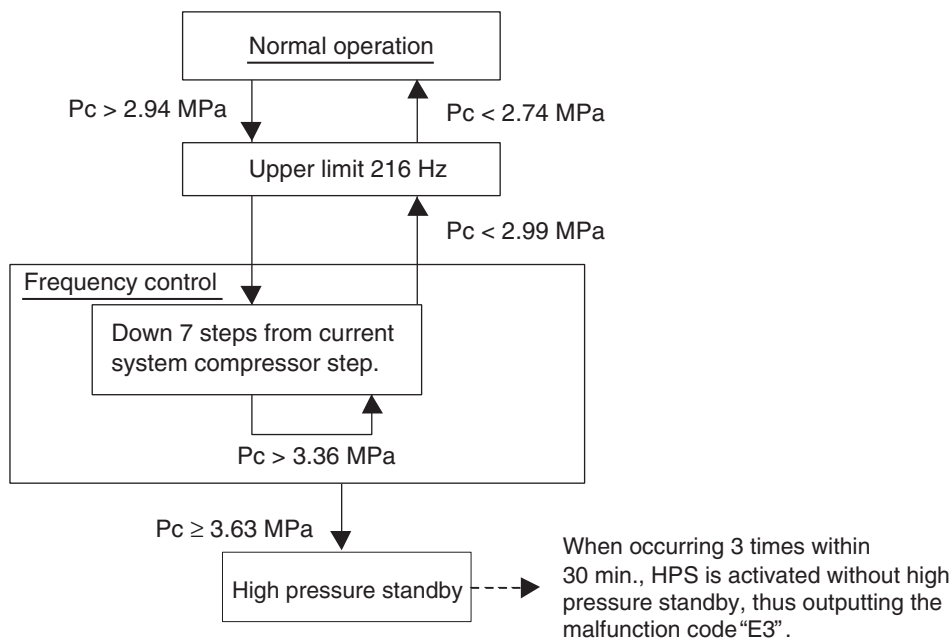 Normal operation
Pc > 2.94 MPa
Pc < 2.74 MPa
Upper limit 216 Hz
Pc < 2.99 MPa
Frequency control
Down 7 steps from current
system compressor step.
Pc > 3.36 MPa
Pc ≥ 3.63 MPa
High pressure standby
When occurring 3 times within
30 min., HPS is activated without high
pressure standby, thus outputting the
malfunction code “E3”.